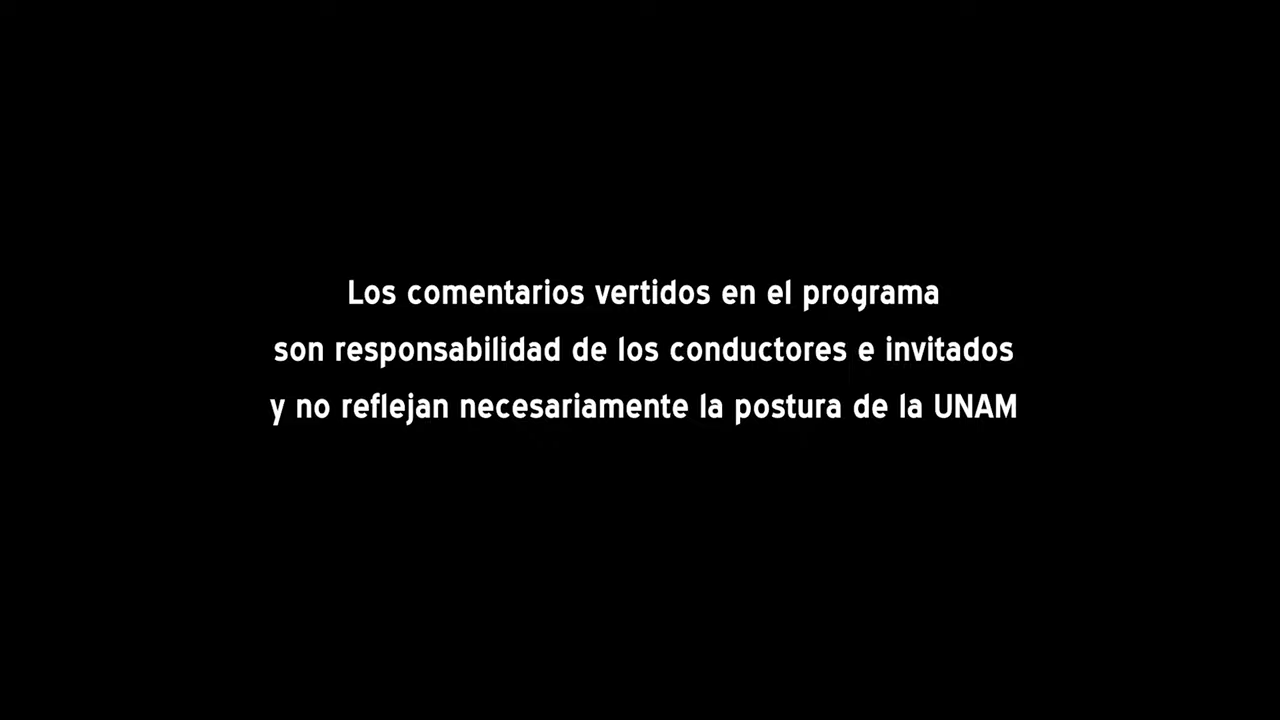 Los comentarios vertidos en el programa
son responsabilidad de los conductores e invitados
y no reflejan necesariamente la postura de la UNAM